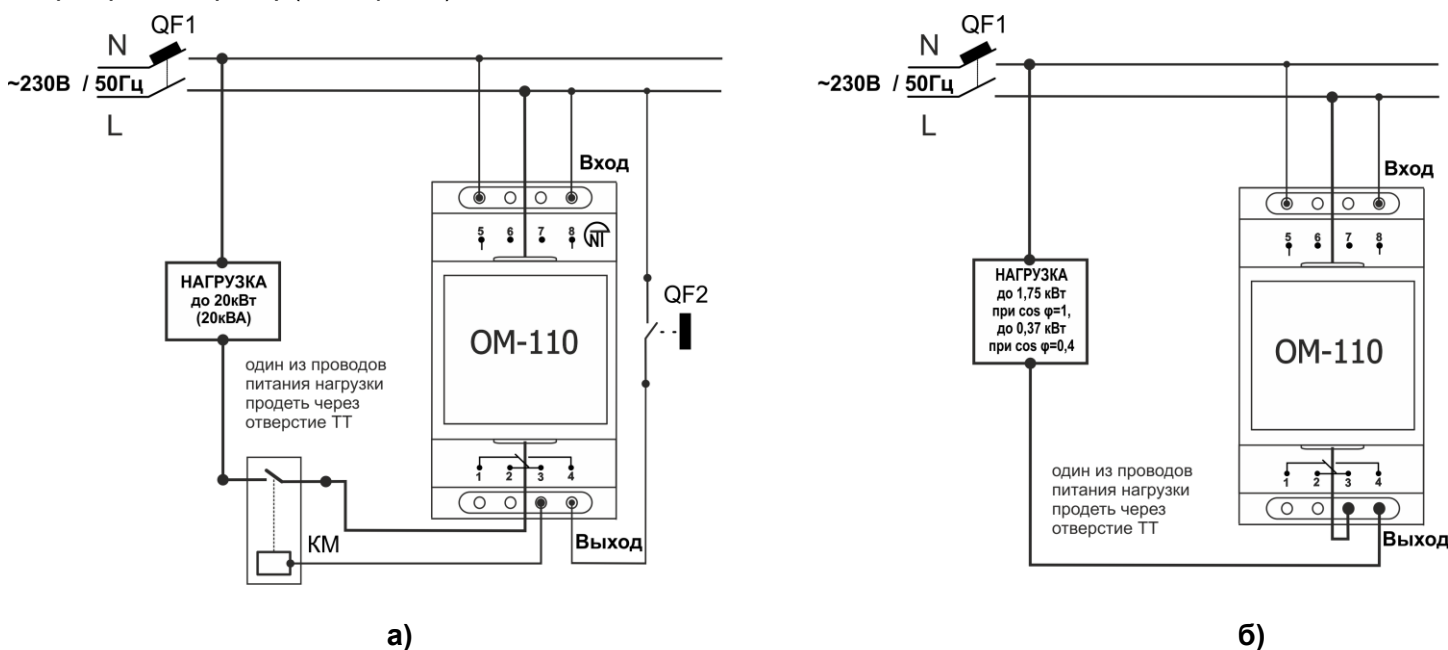 QF1
N
~230В / 50Гц
L
Вход
5 6 7 8
НАГРУЗКА
до 20кВт
(20кВА)
QF2
ОМ-110
один из проводов
питания нагрузки
продеть через
отверстие ТТ
1 2 3 4
КМ
Выход
а)
QF1
N
~230В / 50Гц
L
Вход
5 6 7 8
НАГРУЗКА
до 1,75 кВт
при cos φ=1,
до 0,37 кВт
при cos φ=0,4
ОМ-110
один из проводов
питания нагрузки
продеть через
отверстие ТТ
1 2 3 4
Выход
б)